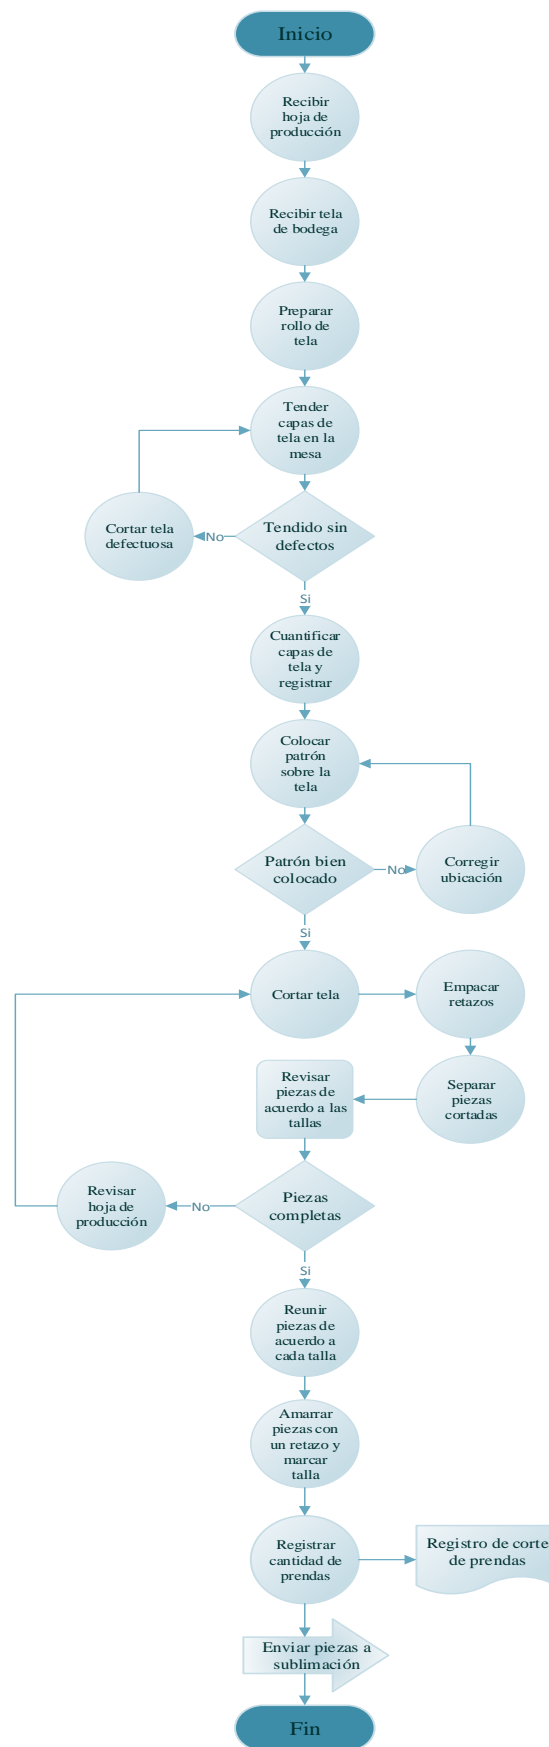 Inicio
Recibir
hoja de
producción
Recibir tela
de bodega
Preparar
rollo de
tela
Tender
capas de
tela en la
mesa
Cortar tela
defectuosa
No
Tendido sin
defectos
Si
Cuantificar
capas de
tela y
registrar
Colocar
patrón
sobre la
tela
Patrón bien
colocado
No
Corregir
ubicación
Si
Cortar tela
Empacar
retazos
Revisar
piezas de
acuerdo a las
tallas
Separar
piezas
cortadas
Revisar
hoja de
producción
No
Piezas
completas
Si
Reunir
piezas de
acuerdo a
cada talla
Amarrar
piezas con
un retazo y
marcar
talla
Registrar
cantidad de
prendas
Registro de corte
de prendas
Enviar piezas a
sublimación
Fin